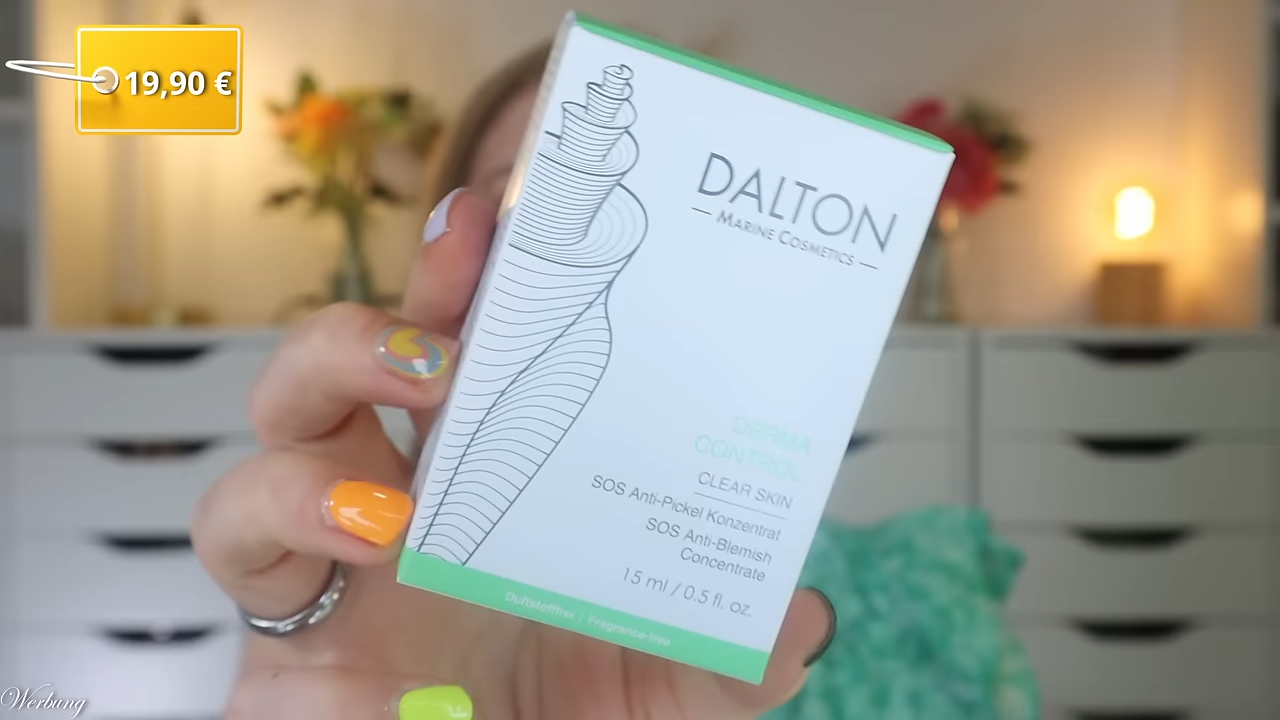 19,90 €
DALTON
— MARINE COSMETICS —
DERMA
CONTROL
CLEAR SKIN
SOS Anti-Pickel Konzentrat
SOS Anti-Blemish
Concentrate
15 ml / 0.5 fl. oz.
Duftstofffrei | Fragrance-free
Werbung